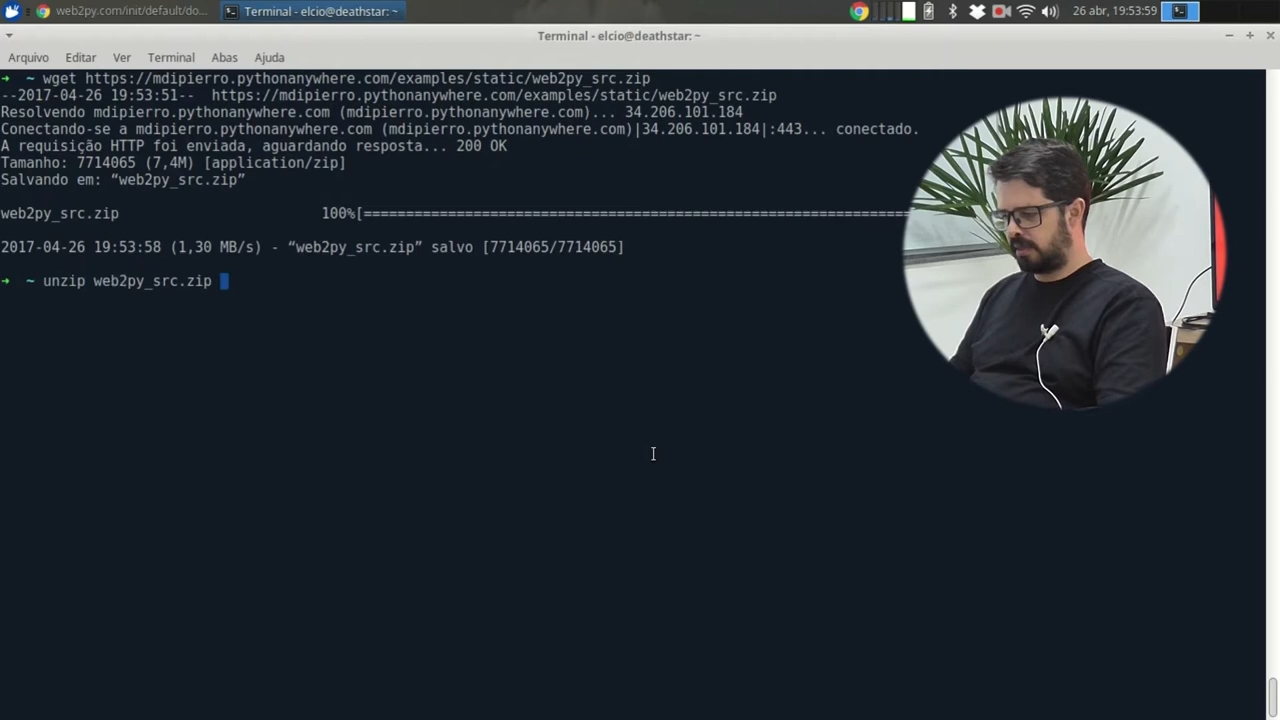 web2py.com/init/default/do...
Terminal - elcio@deathstar: ~
26 abr, 19:53:59
Terminal - elcio@deathstar: ~
Arquivo Editar Ver Terminal Abas Ajuda
➜ ~ wget https://mdipierro.pythonanywhere.com/examples/static/web2py_src.zip
--2017-04-26 19:53:51-- https://mdipierro.pythonanywhere.com/examples/static/web2py_src.zip
Resolvendo mdipierro.pythonanywhere.com (mdipierro.pythonanywhere.com)... 34.206.101.184
Conectando-se a mdipierro.pythonanywhere.com (mdipierro.pythonanywhere.com)|34.206.101.184|:443... conectado.
A requisição HTTP foi enviada, aguardando resposta... 200 OK
Tamanho: 7714065 (7,4M) [application/zip]
Salvando em: “web2py_src.zip”
web2py_src.zip 100%[=================================================================
2017-04-26 19:53:58 (1,30 MB/s) - “web2py_src.zip” salvo [7714065/7714065]
➜ ~ unzip web2py_src.zip